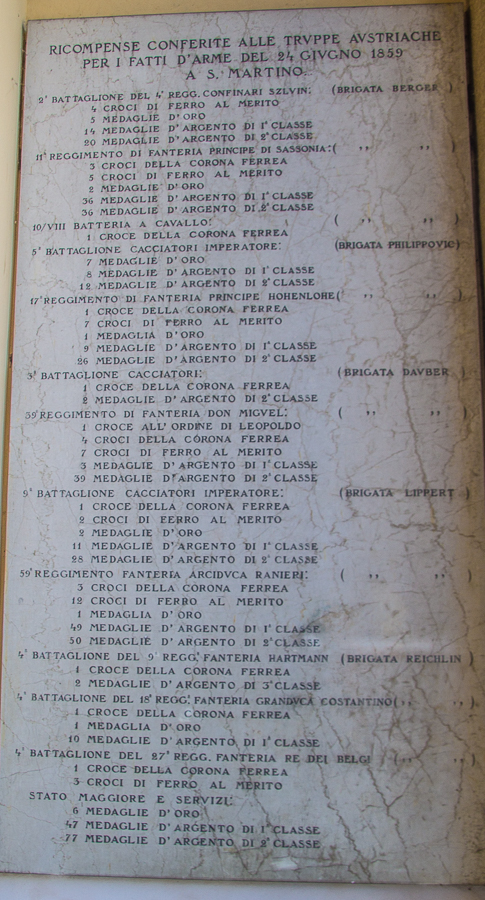 RICOMPENSE CONFERITE ALLE TRVPPE AVSTRIACHE
PER I FATTI D'ARME DEL 24 GIVGNO 1859
A S. MARTINO.
2° BATTAGLIONE DEL 4° REGG. CONFINARI SZLVIN: (BRIGATA BERGER )
4 CROCI DI FERRO AL MERITO
5 MEDAGLIE D'ORO
14 MEDAGLIE D'ARGENTO DI 1ª CLASSE
20 MEDAGLIE D'ARGENTO DI 2ª CLASSE
11° REGGIMENTO DI FANTERIA PRINCIPE DI SASSONIA: ( ,, ,, )
3 CROCI DELLA CORONA FERREA
5 CROCI DI FERRO AL MERITO
2 MEDAGLIE D'ORO
36 MEDAGLIE D'ARGENTO DI 1ª CLASSE
36 MEDAGLIE D'ARGENTO DI 2ª CLASSE
10/VIII BATTERIA A CAVALLO: ( ,, ,, )
1 CROCE DELLA CORONA FERREA
5° BATTAGLIONE CACCIATORI IMPERATORE: (BRIGATA PHILIPPOVIC)
7 MEDAGLIE D'ORO
8 MEDAGLIE D'ARGENTO DI 1ª CLASSE
12 MEDAGLIE D'ARGENTO DI 2ª CLASSE
17° REGGIMENTO DI FANTERIA PRINCIPE HOHENLOHE ( ,, ,, )
1 CROCE DELLA CORONA FERREA
7 CROCI DI FERRO AL MERITO
1 MEDAGLIA D'ORO
9 MEDAGLIE D'ARGENTO DI 1ª CLASSE
26 MEDAGLIE D'ARGENTO DI 2ª CLASSE
3° BATTAGLIONE CACCIATORI: (BRIGATA DAVBER )
1 CROCE DELLA CORONA FERREA
2 MEDAGLIE D'ARGENTO DI 2ª CLASSE
39° REGGIMENTO DI FANTERIA DON MIGVEL: ( ,, ,, )
1 CROCE ALL'ORDINE DI LEOPOLDO
4 CROCI DELLA CORONA FERREA
7 CROCI DI FERRO AL MERITO
3 MEDAGLIE D'ARGENTO DI 1ª CLASSE
39 MEDAGLIE D'ARGENTO DI 2ª CLASSE
9° BATTAGLIONE CACCIATORI IMPERATORE: (BRIGATA LIPPERT )
1 CROCE DELLA CORONA FERREA
2 CROCI DI FERRO AL MERITO
2 MEDAGLIE D'ORO
11 MEDAGLIE D'ARGENTO DI 1ª CLASSE
28 MEDAGLIE D'ARGENTO DI 2ª CLASSE
59° REGGIMENTO FANTERIA ARCIDVCA RANIERI: ( ,, ,, )
3 CROCI DELLA CORONA FERREA
12 CROCI DI FERRO AL MERITO
1 MEDAGLIA D'ORO
49 MEDAGLIE D'ARGENTO DI 1ª CLASSE
50 MEDAGLIE D'ARGENTO DI 2ª CLASSE
4° BATTAGLIONE DEL 9° REGG. FANTERIA HARTMANN (BRIGATA REICHLIN )
1 CROCE DELLA CORONA FERREA
2 MEDAGLIE D'ARGENTO DI 3ª CLASSE
4° BATTAGLIONE DEL 18° REGG. FANTERIA GRANDVCA COSTANTINO ( ,, ,, )
1 CROCE DELLA CORONA FERREA
1 MEDAGLIA D'ORO
10 MEDAGLIE D'ARGENTO DI 1ª CLASSE
4° BATTAGLIONE DEL 27° REGG. FANTERIA RE DEI BELGI ( ,, ,, )
1 CROCE DELLA CORONA FERREA
3 CROCI DI FERRO AL MERITO
STATO MAGGIORE E SERVIZI:
6 MEDAGLIE D'ORO
47 MEDAGLIE D'ARGENTO DI 1ª CLASSE
77 MEDAGLIE D'ARGENTO DI 2ª CLASSE